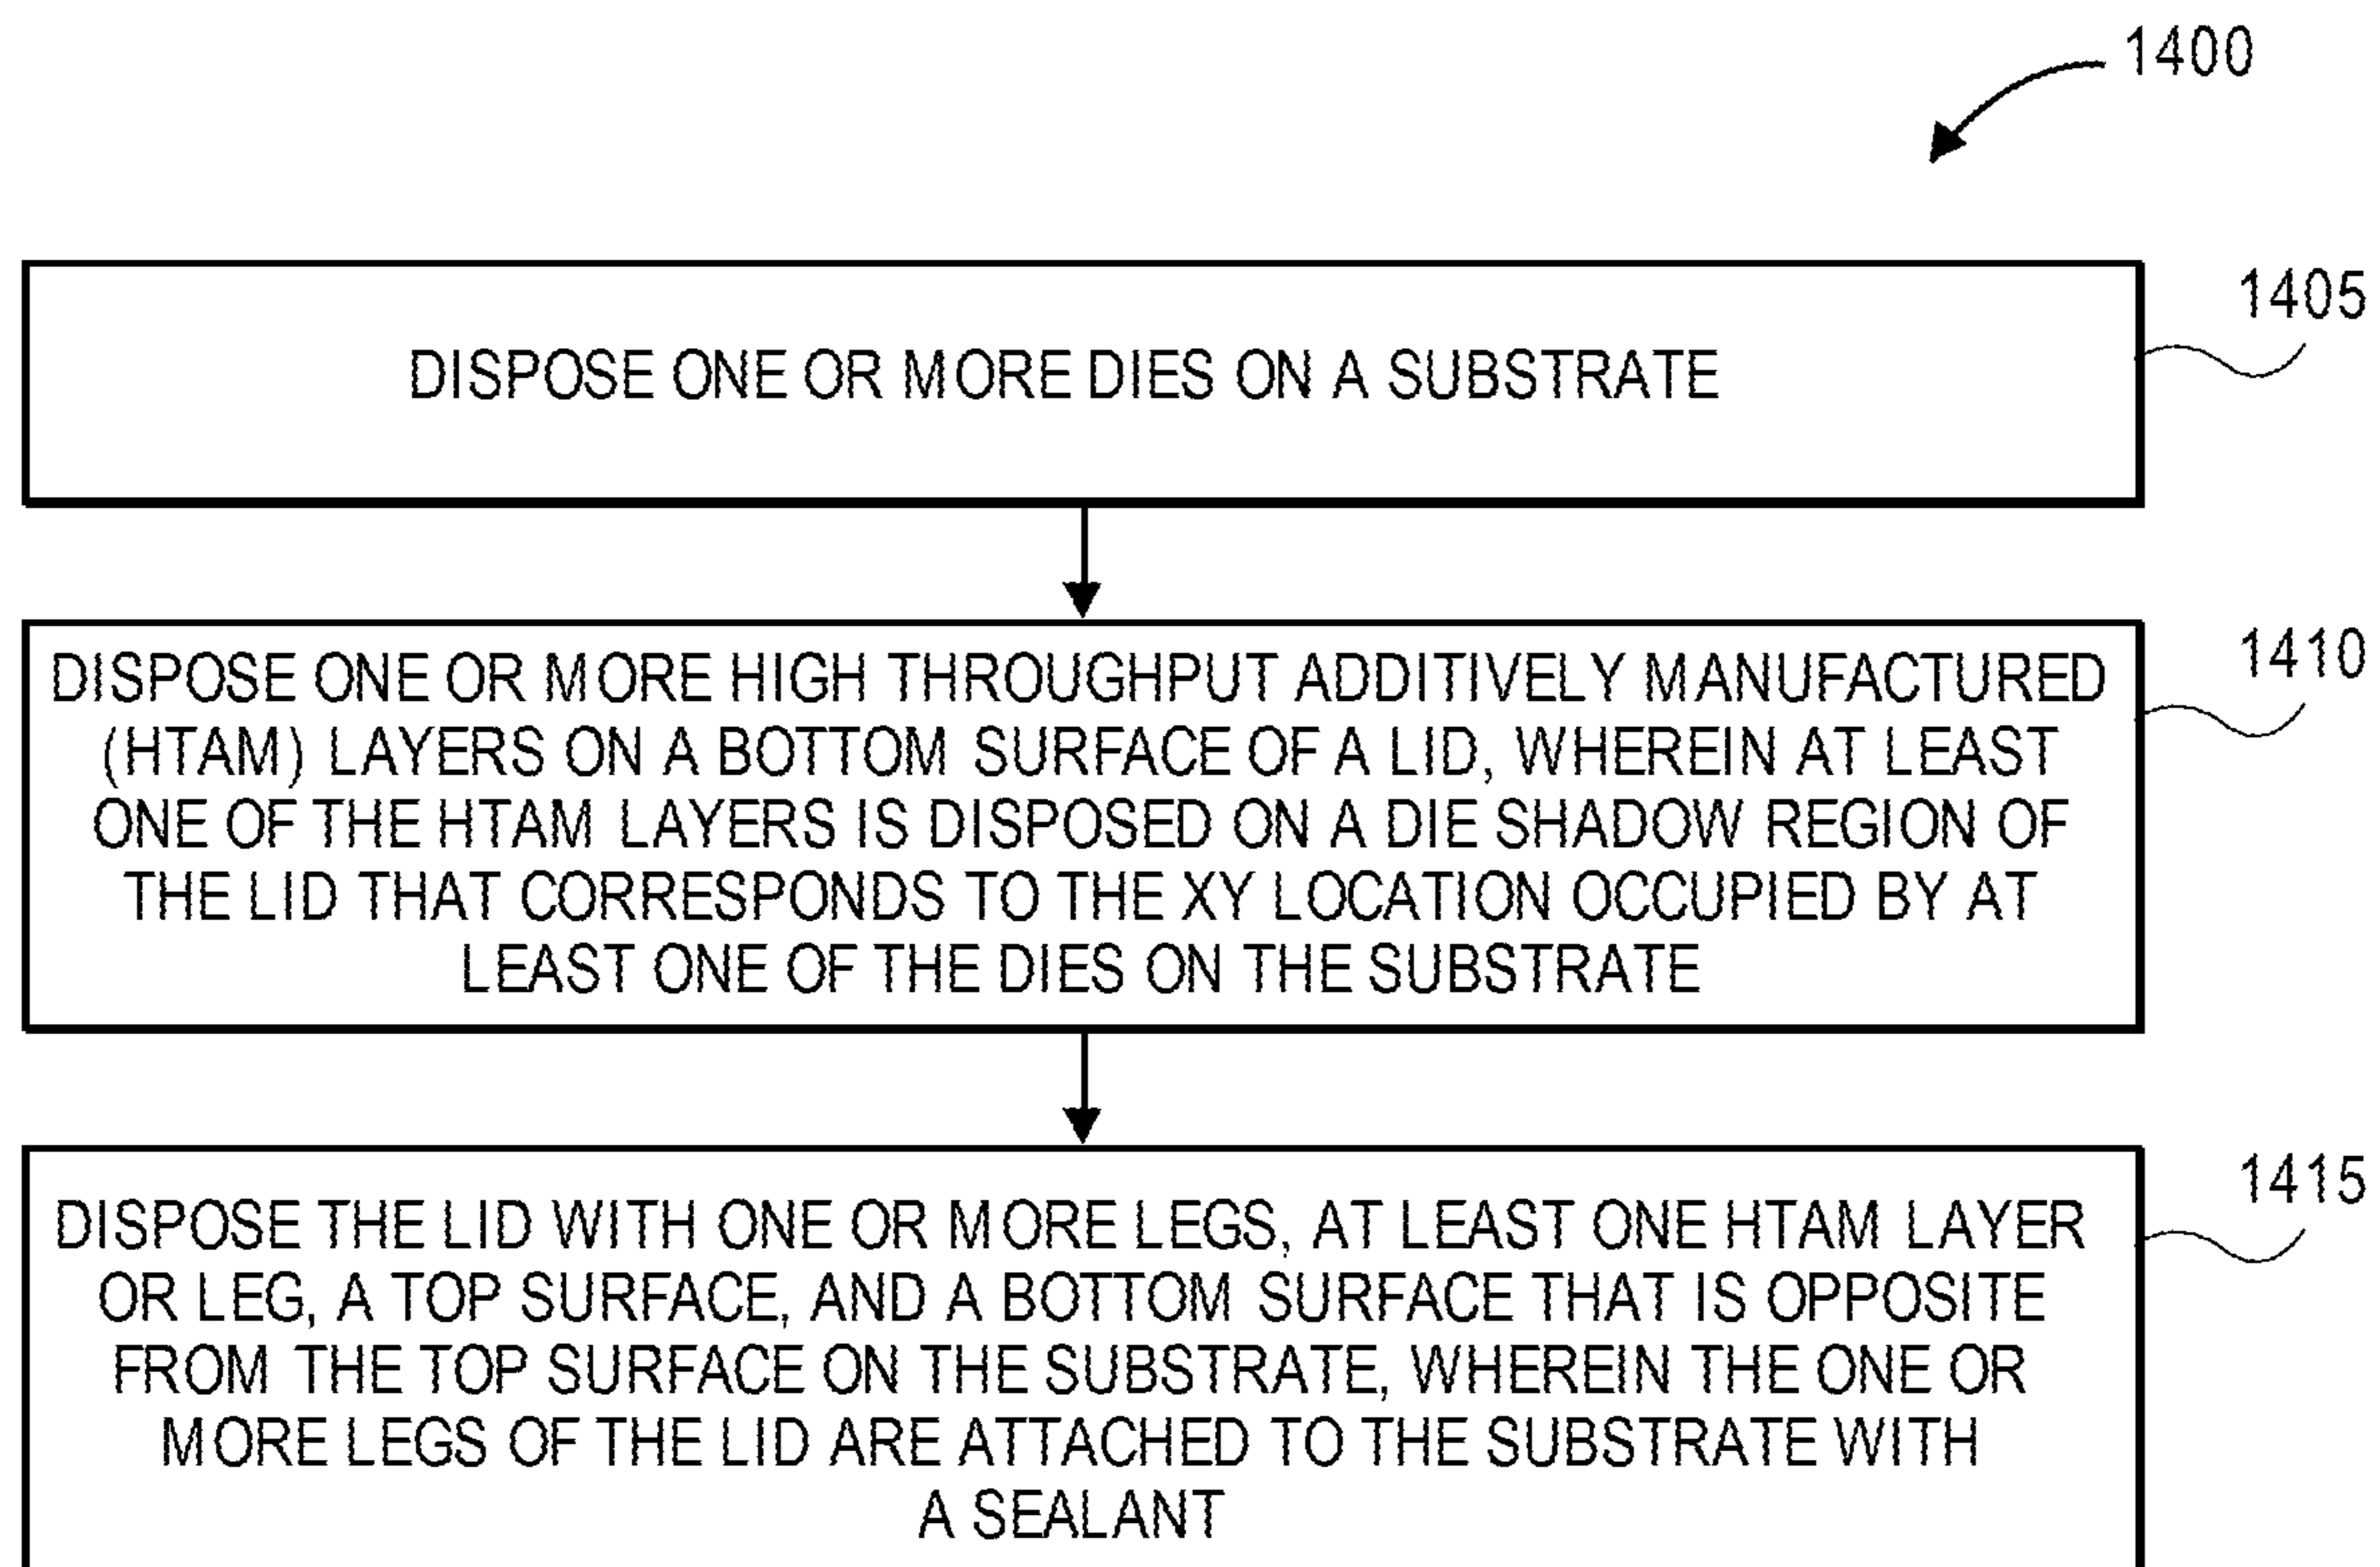 1400
DISPOSE ONE OR MORE DIES ON A SUBSTRATE
1405
DISPOSE ONE OR MORE HIGH THROUGHPUT ADDITIVELY MANUFACTURED
(HTAM) LAYERS ON A BOTTOM SURFACE OF A LID, WHEREIN AT LEAST
ONE OF THE HTAM LAYERS IS DISPOSED ON A DIE SHADOW REGION OF
THE LID THAT CORRESPONDS TO THE XY LOCATION OCCUPIED BY AT
LEAST ONE OF THE DIES ON THE SUBSTRATE
1410
DISPOSE THE LID WITH ONE OR MORE LEGS, AT LEAST ONE HTAM LAYER
OR LEG, A TOP SURFACE, AND A BOTTOM SURFACE THAT IS OPPOSITE
FROM THE TOP SURFACE ON THE SUBSTRATE, WHEREIN THE ONE OR
MORE LEGS OF THE LID ARE ATTACHED TO THE SUBSTRATE WITH
A SEALANT
1415